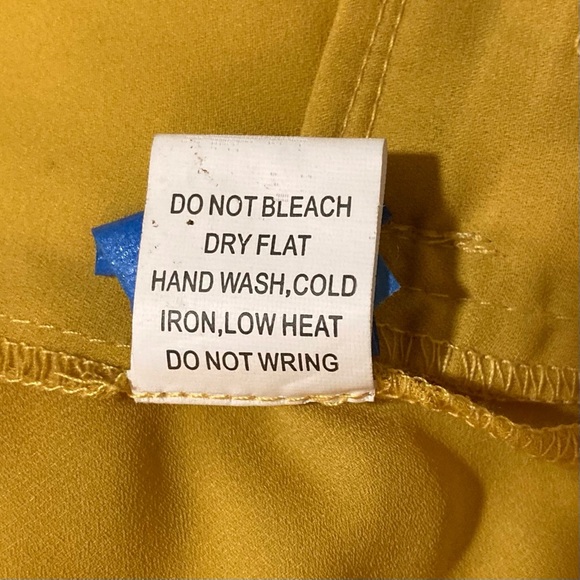 DO NOT BLEACH
DRY FLAT
HAND WASH,COLD
IRON,LOW HEAT
DO NOT WRING